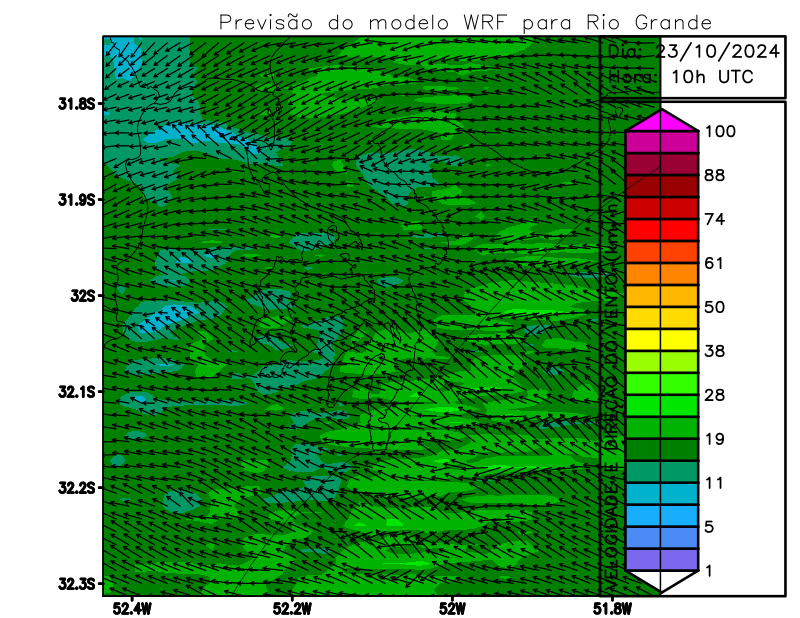 Previsão do modelo WRF para Rio Grande
Dia: 23/10/2024
Hora: 10h UTC
31.8S
31.9S
32S
32.1S
32.2S
32.3S
52.4W
52.2W
52W
51.8W
VELOCIDADE E DIREÇÃO DO VENTO (km/h)
100
88
74
61
50
38
28
19
11
5
1